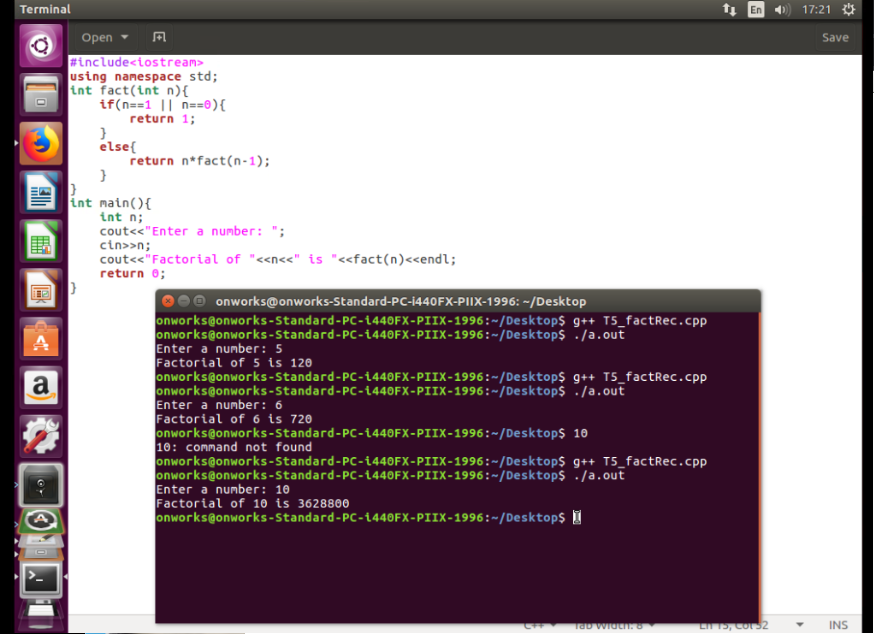 Terminal
En
17:21
Open
Save
#include<iostream>
using namespace std;
int fact(int n){
    if(n==1 || n==0){
        return 1;
    }
    else{
        return n*fact(n-1);
    }
}
int main(){
    int n;
    cout<<"Enter a number: ";
    cin>>n;
    cout<<"Factorial of "<<n<<" is "<<fact(n)<<endl;
    return 0;
}
onworks@onworks-Standard-PC-i440FX-PIIX-1996: ~/Desktop
onworks@onworks-Standard-PC-i440FX-PIIX-1996:~/Desktop$ g++ T5_factRec.cpp
onworks@onworks-Standard-PC-i440FX-PIIX-1996:~/Desktop$ ./a.out
Enter a number: 5
Factorial of 5 is 120
onworks@onworks-Standard-PC-i440FX-PIIX-1996:~/Desktop$ g++ T5_factRec.cpp
onworks@onworks-Standard-PC-i440FX-PIIX-1996:~/Desktop$ ./a.out
Enter a number: 6
Factorial of 6 is 720
onworks@onworks-Standard-PC-i440FX-PIIX-1996:~/Desktop$ 10
10: command not found
onworks@onworks-Standard-PC-i440FX-PIIX-1996:~/Desktop$ g++ T5_factRec.cpp
onworks@onworks-Standard-PC-i440FX-PIIX-1996:~/Desktop$ ./a.out
Enter a number: 10
Factorial of 10 is 3628800
onworks@onworks-Standard-PC-i440FX-PIIX-1996:~/Desktop$
C++ Tab Width: 8 Ln 15, Col 52 INS